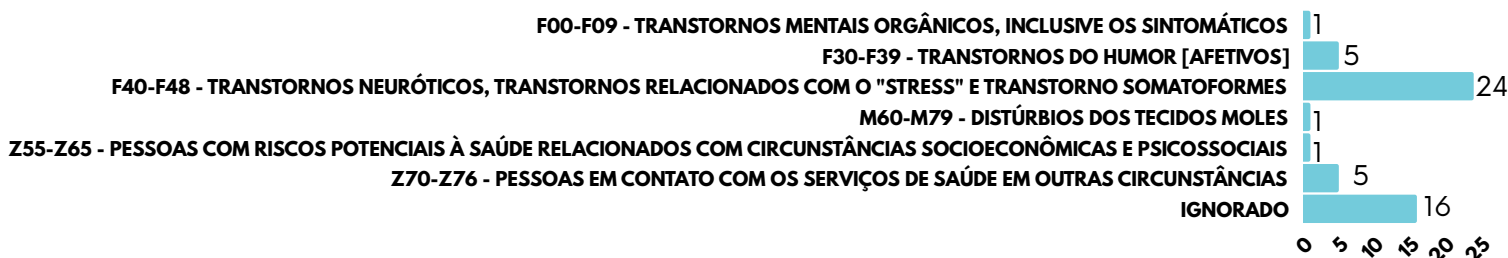 F00-F09 - TRANSTORNOS MENTAIS ORGÂNICOS, INCLUSIVE OS SINTOMÁTICOS 1
F30-F39 - TRANSTORNOS DO HUMOR [AFETIVOS] 5
F40-F48 - TRANSTORNOS NEURÓTICOS, TRANSTORNOS RELACIONADOS COM O "STRESS" E TRANSTORNO SOMATOFORMES 24
M60-M79 - DISTÚRBIOS DOS TECIDOS MOLES 1
Z55-Z65 - PESSOAS COM RISCOS POTENCIAIS À SAÚDE RELACIONADOS COM CIRCUNSTÂNCIAS SOCIOECONÔMICAS E PSICOSSOCIAIS 1
Z70-Z76 - PESSOAS EM CONTATO COM OS SERVIÇOS DE SAÚDE EM OUTRAS CIRCUNSTÂNCIAS 5
IGNORADO 16
0 5 10 15 20 25